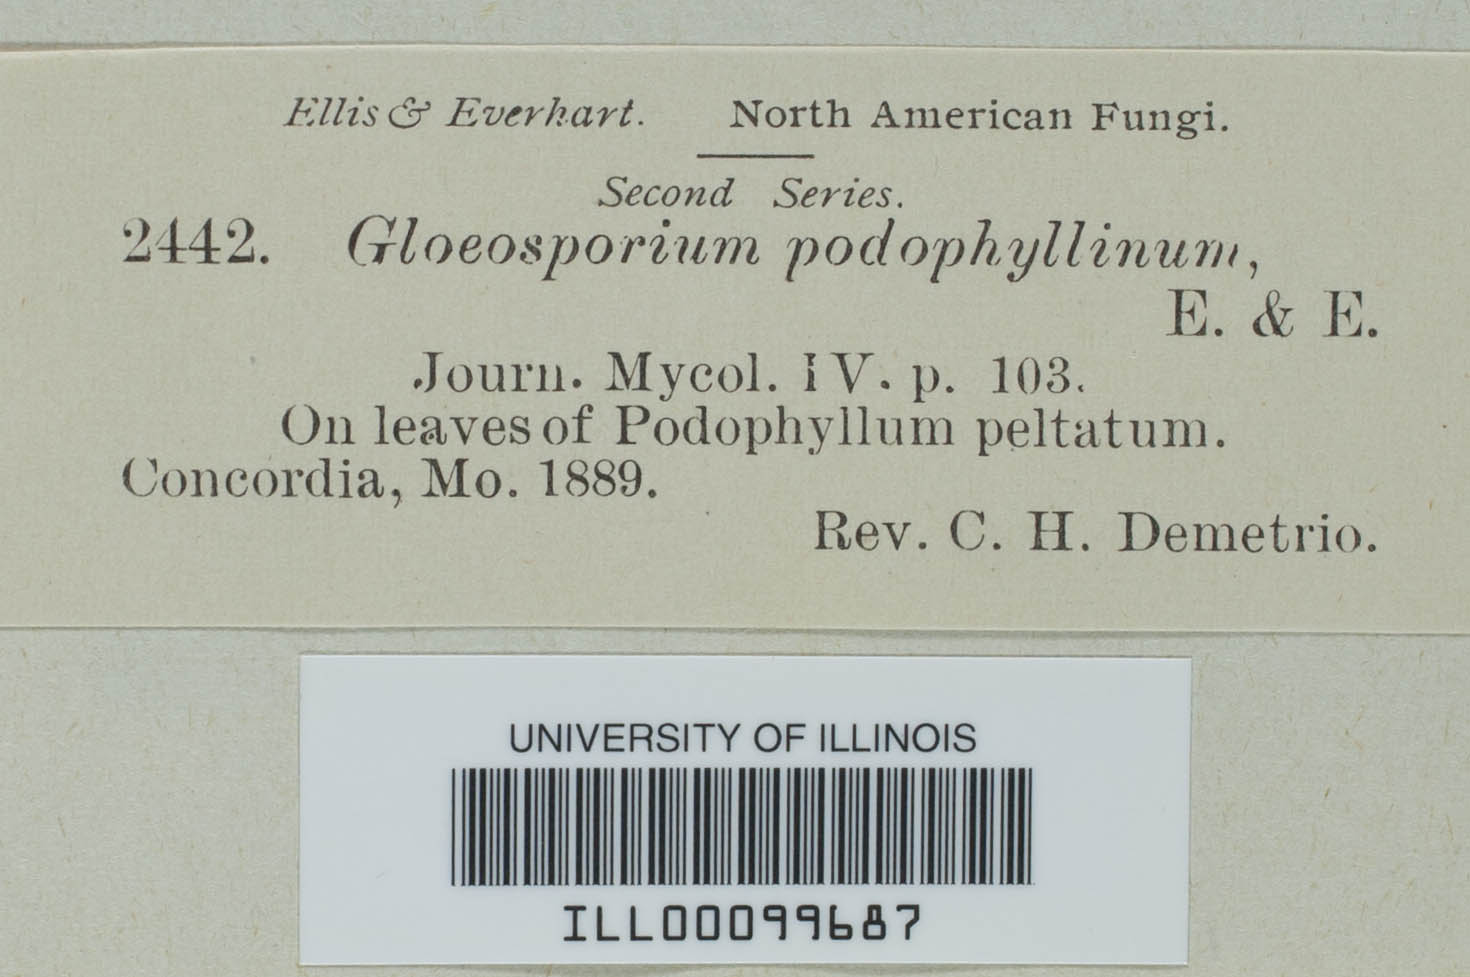 Ellis & Everhart. North American Fungi.
Second Series.
2442. Gloeosporium podophyllinum,
E. & E.
Journ. Mycol. IV. p. 103.
On leaves of Podophyllum peltatum.
Concordia, Mo. 1889.
Rev. C. H. Demetrio.
UNIVERSITY OF ILLINOIS
ILL00099687